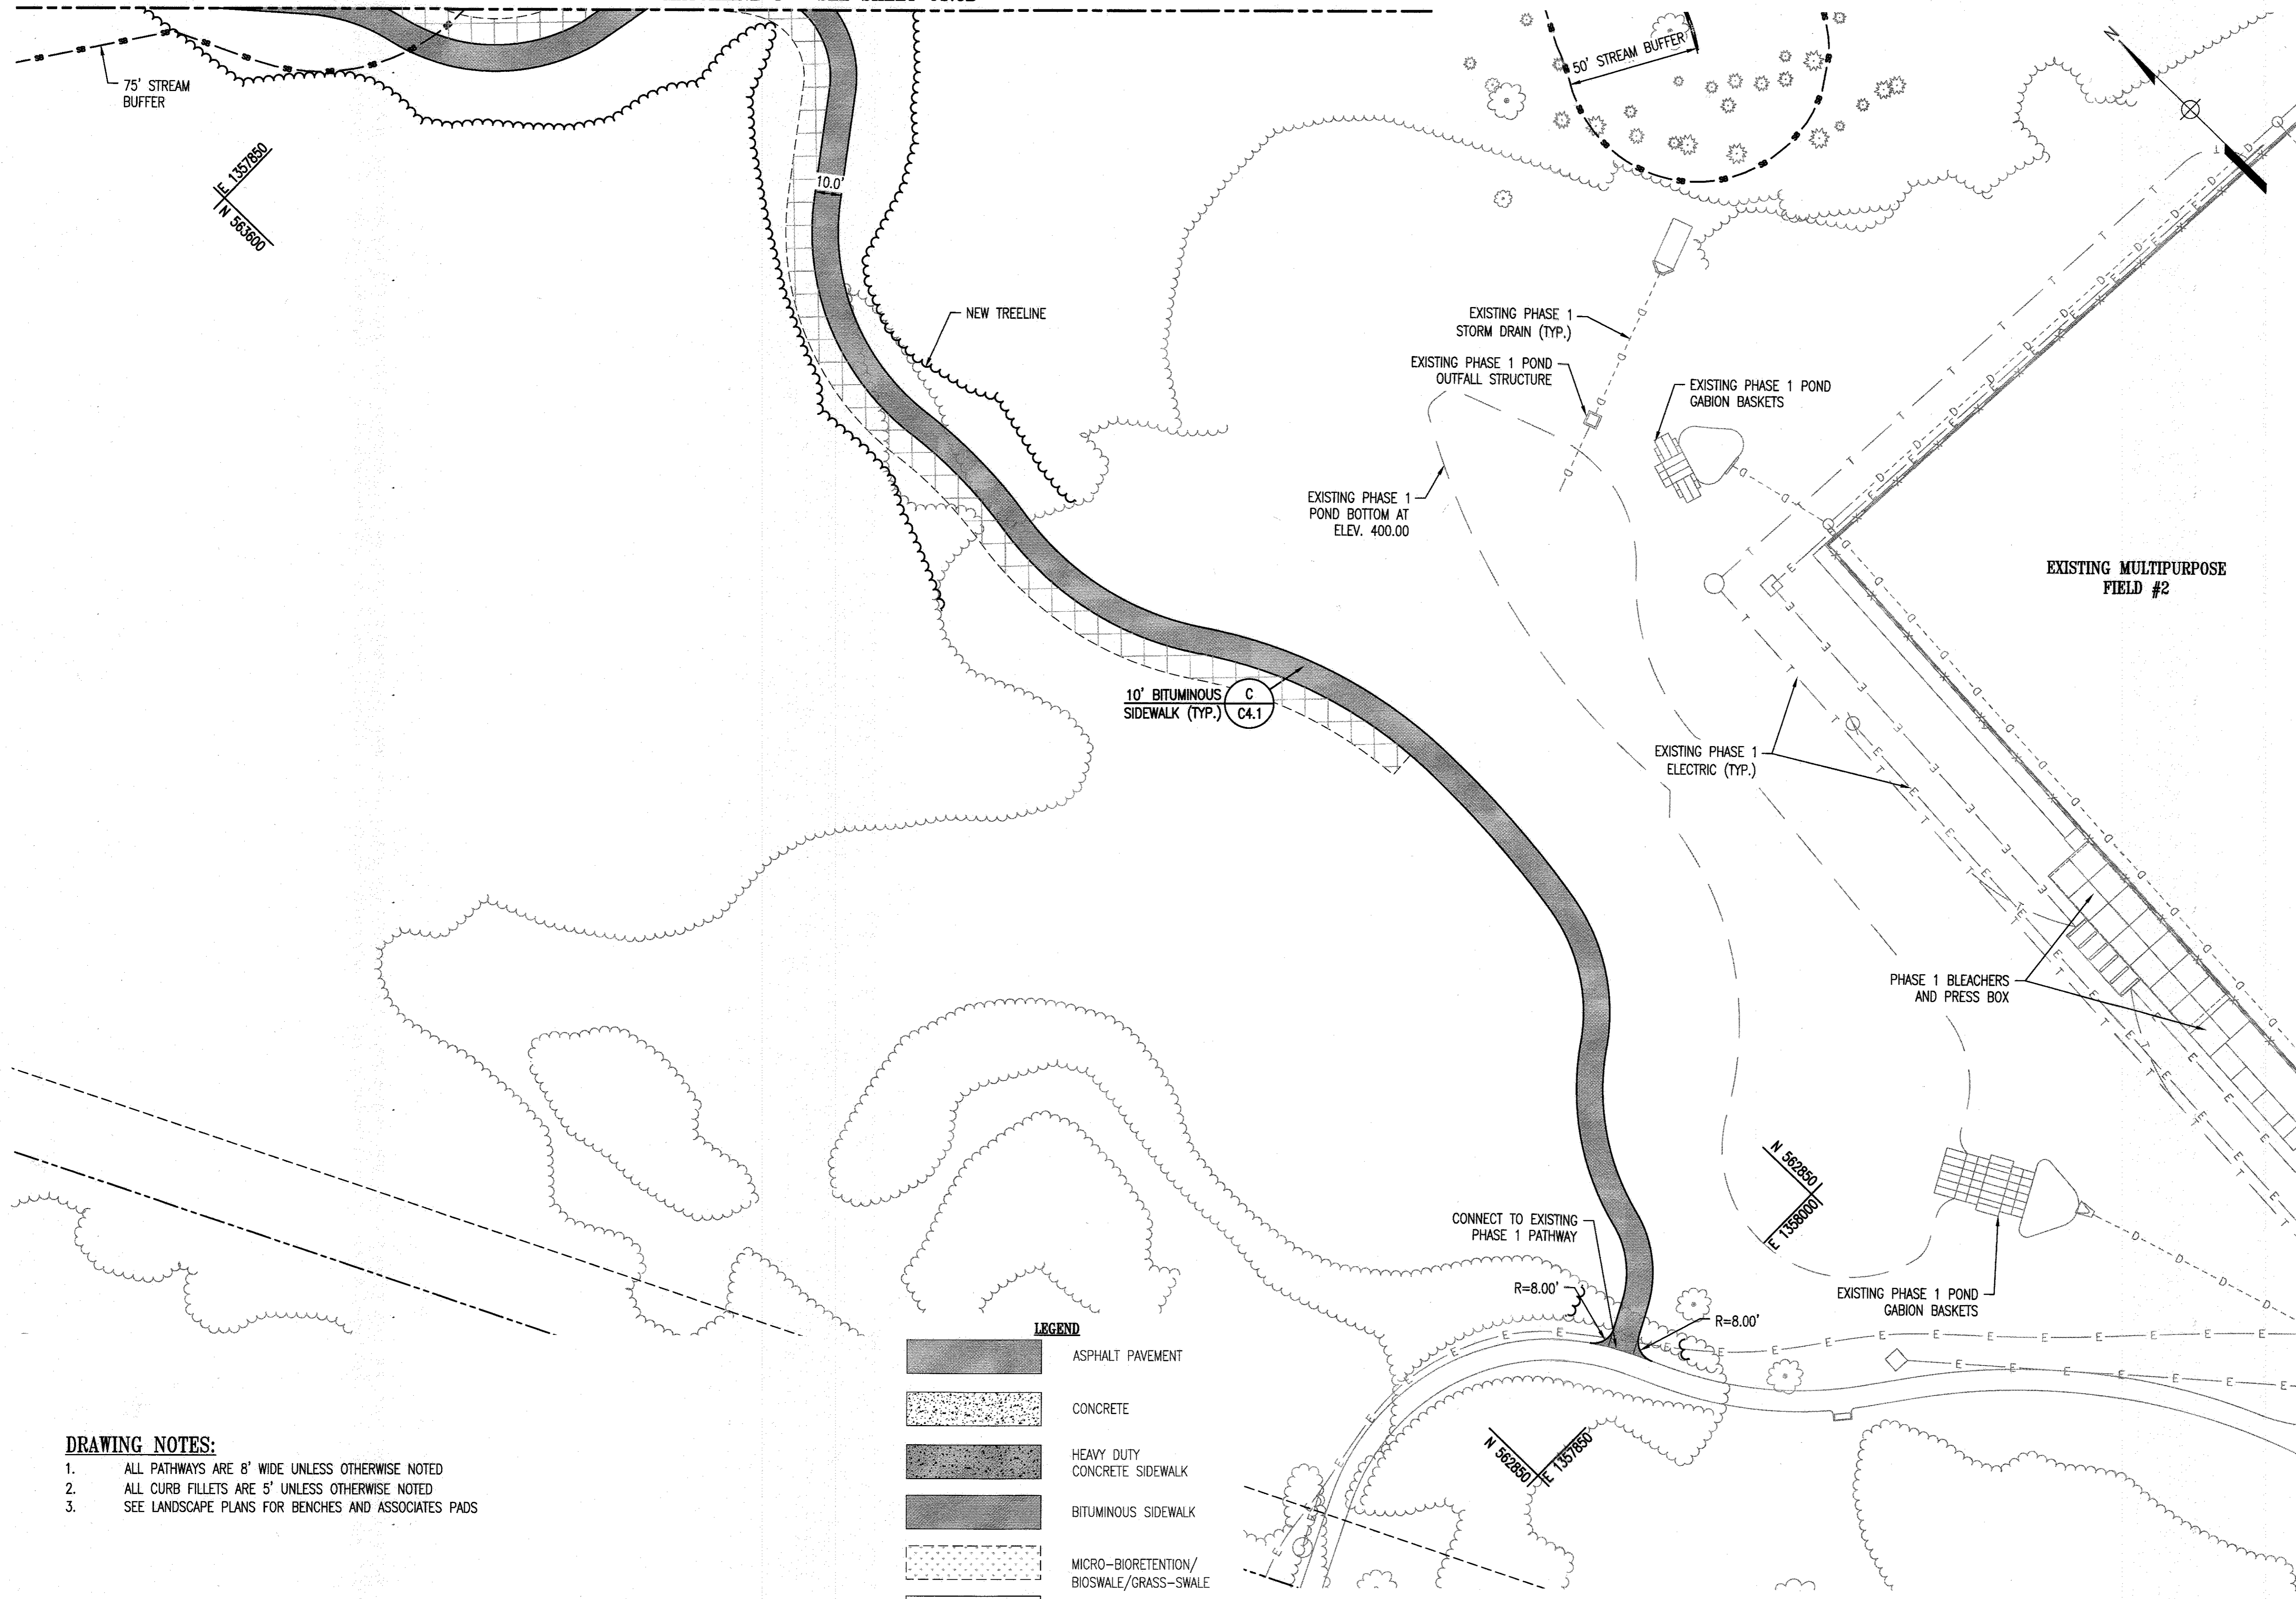 75' STREAM
BUFFER
50' STREAM BUFFER
N
E 1357850
N 563600
10.0'
NEW TREELINE
EXISTING PHASE 1
STORM DRAIN (TYP.)
EXISTING PHASE 1 POND
OUTFALL STRUCTURE
EXISTING PHASE 1 POND
GABION BASKETS
EXISTING PHASE 1
POND BOTTOM AT
ELEV. 400.00
EXISTING MULTIPURPOSE
FIELD #2
10' BITUMINOUS
SIDEWALK (TYP.)
C
C4.1
EXISTING PHASE 1
ELECTRIC (TYP.)
PHASE 1 BLEACHERS
AND PRESS BOX
N 562850
E 1358000
CONNECT TO EXISTING
PHASE 1 PATHWAY
R=8.00'
R=8.00'
EXISTING PHASE 1 POND
GABION BASKETS
N 562850
E 1357850
LEGEND
ASPHALT PAVEMENT
CONCRETE
HEAVY DUTY
CONCRETE SIDEWALK
BITUMINOUS SIDEWALK
MICRO-BIORETENTION/
BIOSWALE/GRASS-SWALE
DRAWING NOTES:
1. ALL PATHWAYS ARE 8' WIDE UNLESS OTHERWISE NOTED
2. ALL CURB FILLETS ARE 5' UNLESS OTHERWISE NOTED
3. SEE LANDSCAPE PLANS FOR BENCHES AND ASSOCIATES PADS